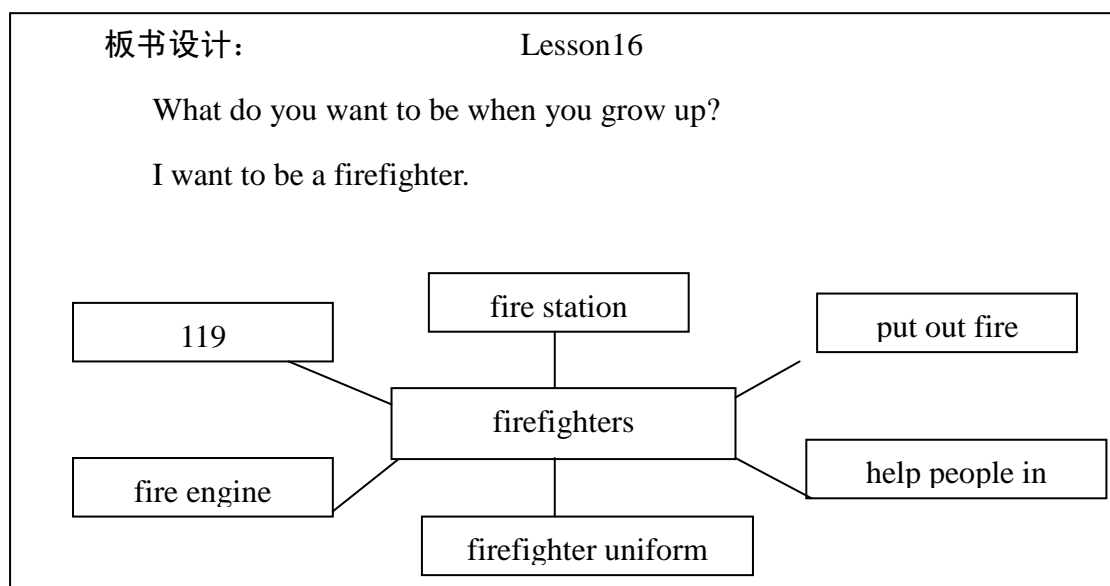 板书设计： Lesson16
What do you want to be when you grow up?
I want to be a firefighter.
fire station
119
put out fire
firefighters
help people in
fire engine
firefighter uniform